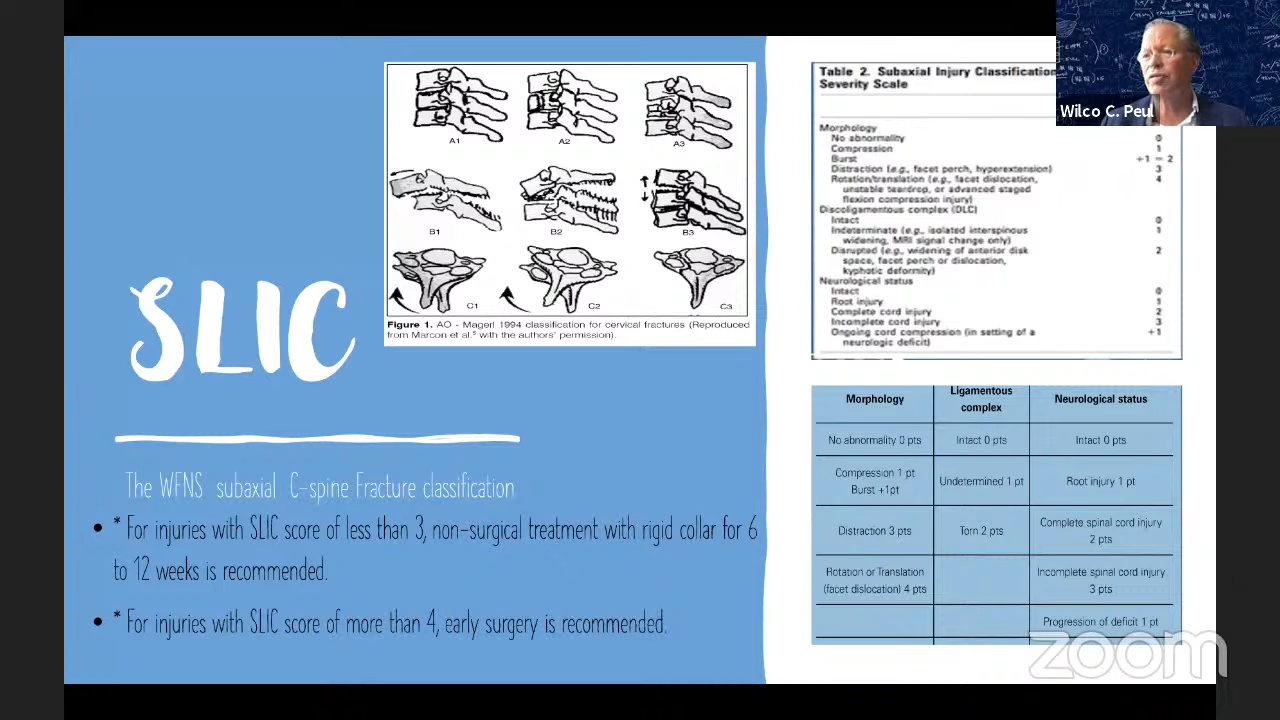 SLIC
The WFNS subaxial C-spine Fracture classification
* For injuries with SLIC score of less than 3, non-surgical treatment with rigid collar for 6
to 12 weeks is recommended.
* For injuries with SLIC score of more than 4, early surgery is recommended.
A1 A2 A3
B1 B2 B3
C1 C2 C3
Figure 1. AO - Magerl 1994 classification for cervical fractures (Reproduced
from Marcon et al.⁵ with the authors' permission).
Table 2. Subaxial Injury Classification
Severity Scale
Morphology
No abnormality 0
Compression 1
Burst +1 = 2
Distraction (e.g., facet perch, hyperextension) 3
Rotation/translation (e.g., facet dislocation, 4
unstable teardrop, or advanced staged
flexion compression injury)
Discoligamentous complex (DLC)
Intact 0
Indeterminate (e.g., isolated interspinous 1
widening, MRI signal change only)
Disrupted (e.g., widening of anterior disk 2
space, facet perch or dislocation,
kyphotic deformity)
Neurological status
Intact 0
Root injury 1
Complete cord injury 2
Incomplete cord injury 3
Ongoing cord compression (in setting of a +1
neurologic deficit)
Wilco C. Peul
Morphology
Ligamentous
complex
Neurological status
No abnormality 0 pts
Intact 0 pts
Intact 0 pts
Compression 1 pt
Burst +1pt
Undetermined 1 pt
Root injury 1 pt
Distraction 3 pts
Torn 2 pts
Complete spinal cord injury
2 pts
Rotation or Translation
(facet dislocation) 4 pts
Incomplete spinal cord injury
3 pts
Progression of deficit 1 pt
zoom